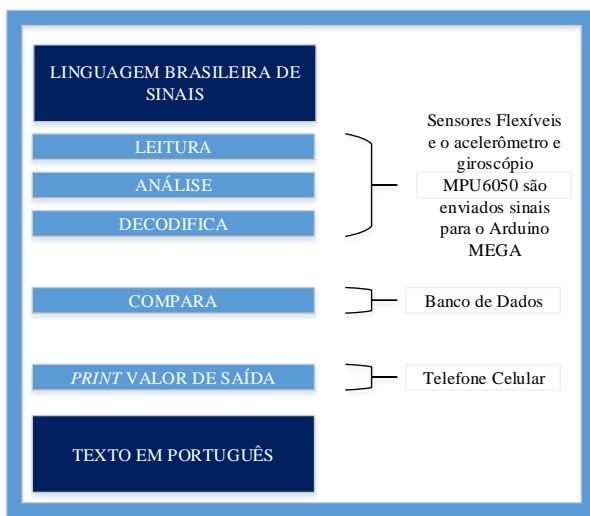 LINGUAGEM BRASILEIRA DE
SINAIS
LEITURA
ANÁLISE
DECODIFICA
Sensores Flexíveis
e o acelerômetro e
giroscópio
MPU6050 são
enviados sinais
para o Arduino
MEGA
COMPARA
Banco de Dados
PRINT VALOR DE SAÍDA
Telefone Celular
TEXTO EM PORTUGUÊS